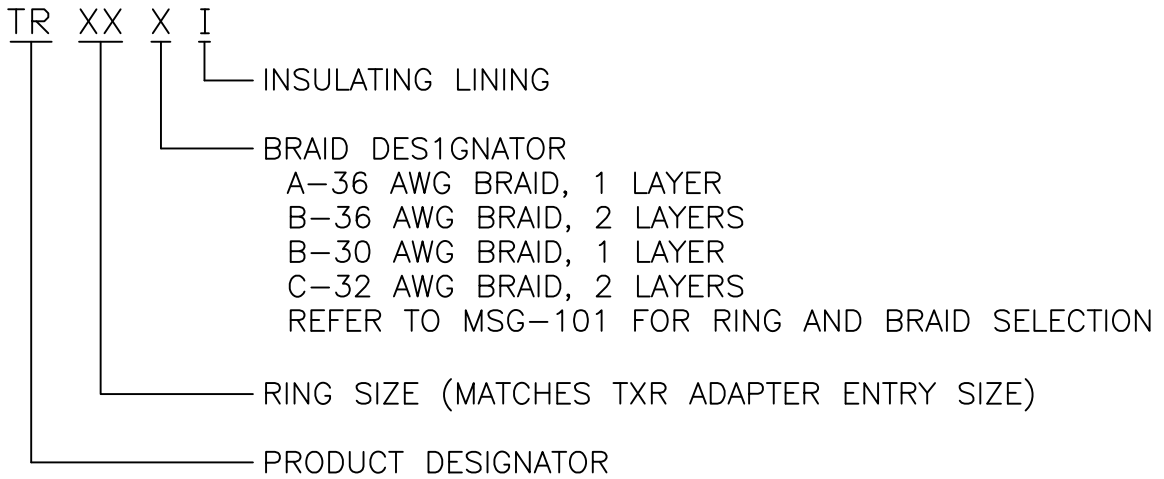 TR XX X I
INSULATING LINING
BRAID DES1GNATOR
A-36 AWG BRAID, 1 LAYER
B-36 AWG BRAID, 2 LAYERS
B-30 AWG BRAID, 1 LAYER
C-32 AWG BRAID, 2 LAYERS
REFER TO MSG-101 FOR RING AND BRAID SELECTION
RING SIZE (MATCHES TXR ADAPTER ENTRY SIZE)
PRODUCT DESIGNATOR